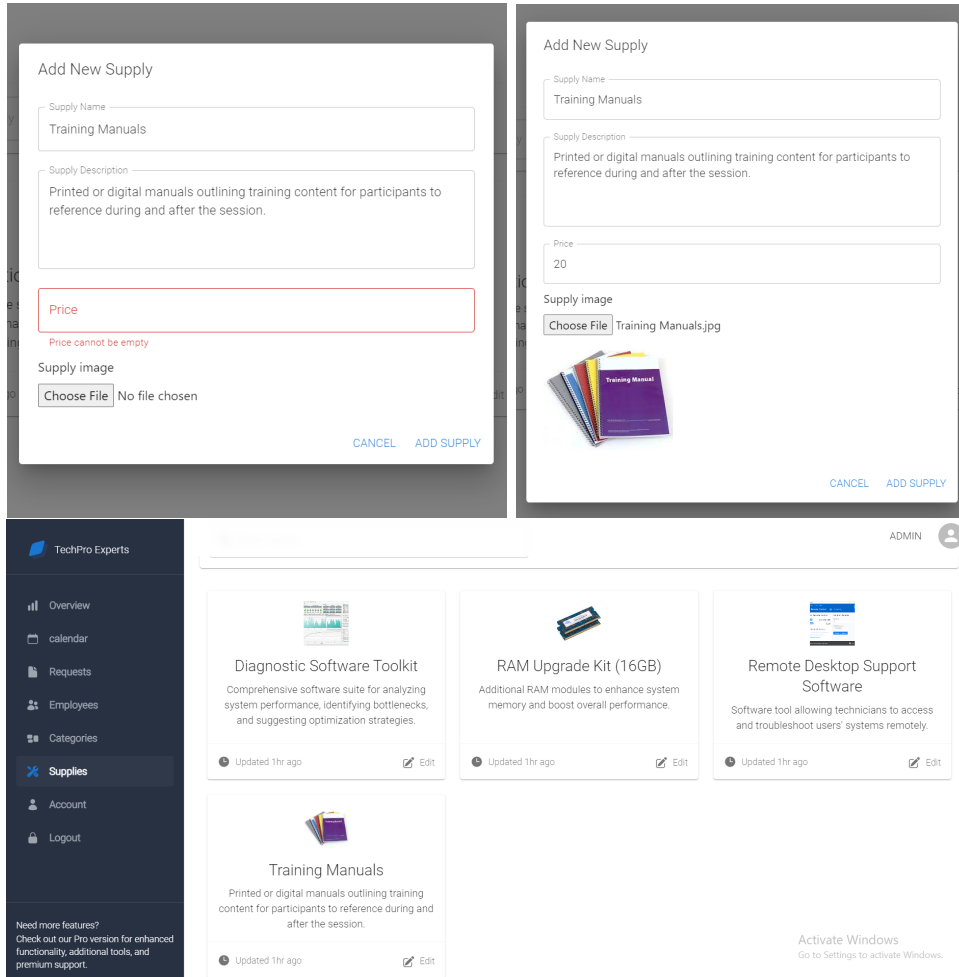 Add New Supply
Supply Name
Training Manuals
Supply Description
Printed or digital manuals outlining training content for participants to
reference during and after the session.
Price
Price cannot be empty
Supply image
Choose File No file chosen
CANCEL ADD SUPPLY
Add New Supply
Supply Name
Training Manuals
Supply Description
Printed or digital manuals outlining training content for participants to
reference during and after the session.
Price
20
Supply image
Choose File Training Manuals.jpg
Training Manual
CANCEL ADD SUPPLY
TechPro Experts
Overview
calendar
Requests
Employees
Categories
Supplies
Account
Logout
Need more features?
Check out our Pro version for enhanced
functionality, additional tools, and
premium support.
ADMIN
Diagnostic Software Toolkit
Comprehensive software suite for analyzing
system performance, identifying bottlenecks,
and suggesting optimization strategies.
Updated 1hr ago Edit
RAM Upgrade Kit (16GB)
Additional RAM modules to enhance system
memory and boost overall performance.
Updated 1hr ago Edit
Remote Desktop Support
Software
Software tool allowing technicians to access
and troubleshoot users' systems remotely.
Updated 1hr ago Edit
Training Manuals
Printed or digital manuals outlining training
content for participants to reference during and
after the session.
Updated 1hr ago Edit
Activate Windows
Go to Settings to activate Windows.